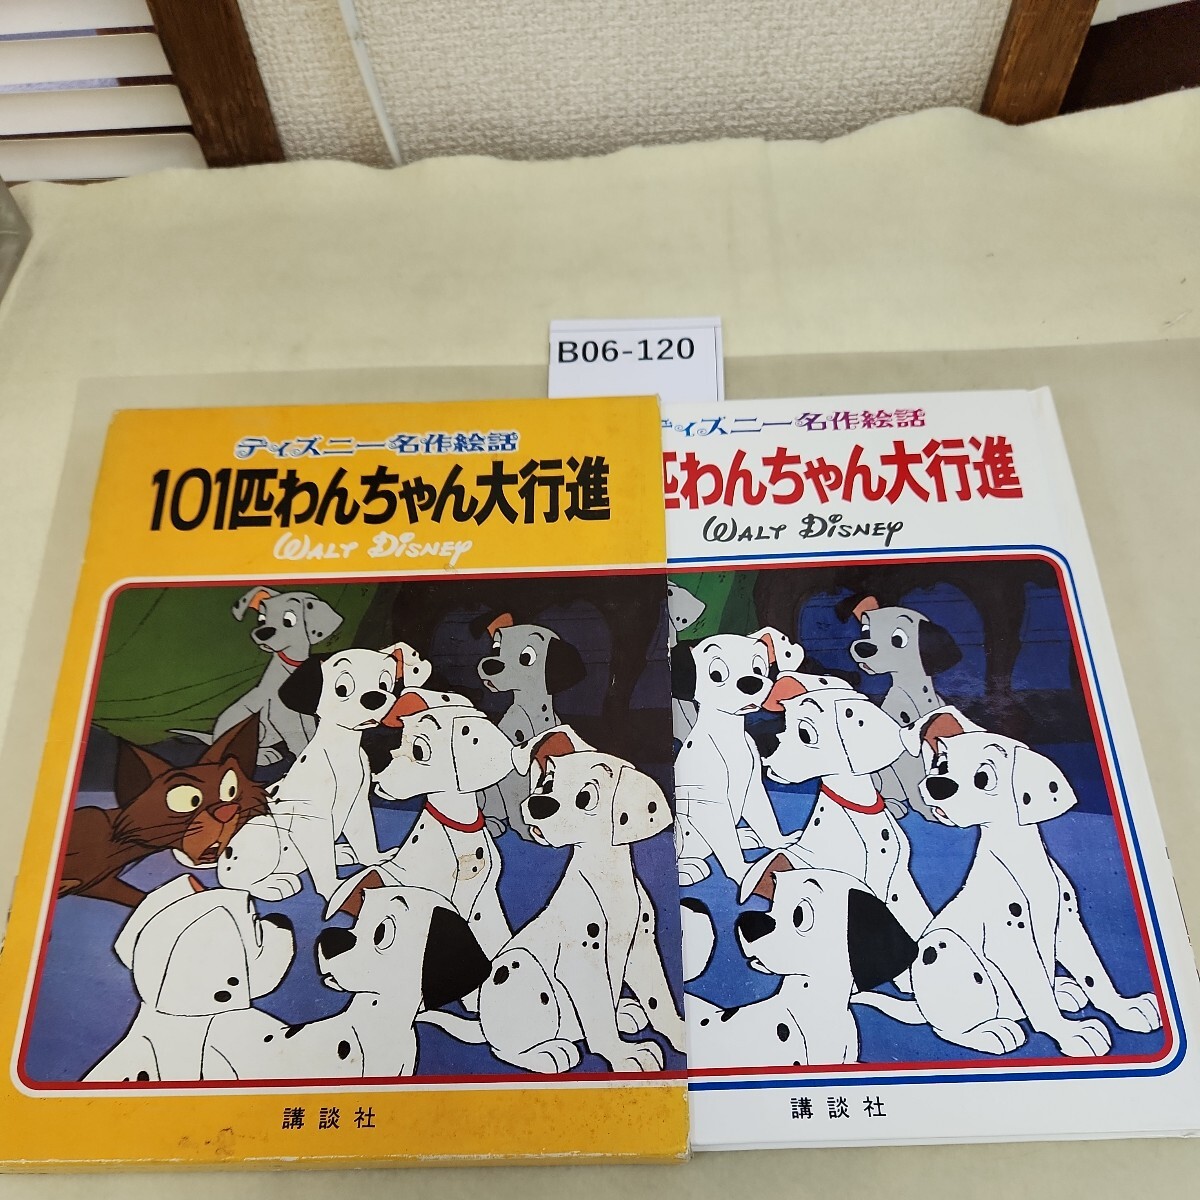 B06-120
ディズニー名作絵話
101匹わんちゃん大行進
WALT DISNEY
講談社
ディズニー名作絵話
匹わんちゃん大行進
WALT DISNEY
講談社